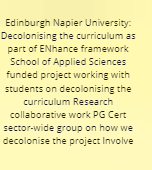 Edinburgh Napier University:
Decolonising the curriculum as
part of ENhance framework
School of Applied Sciences
funded project working with
students on decolonising the
curriculum Research
collaborative work PG Cert
sector-wide group on how we
decolonise the project Involve